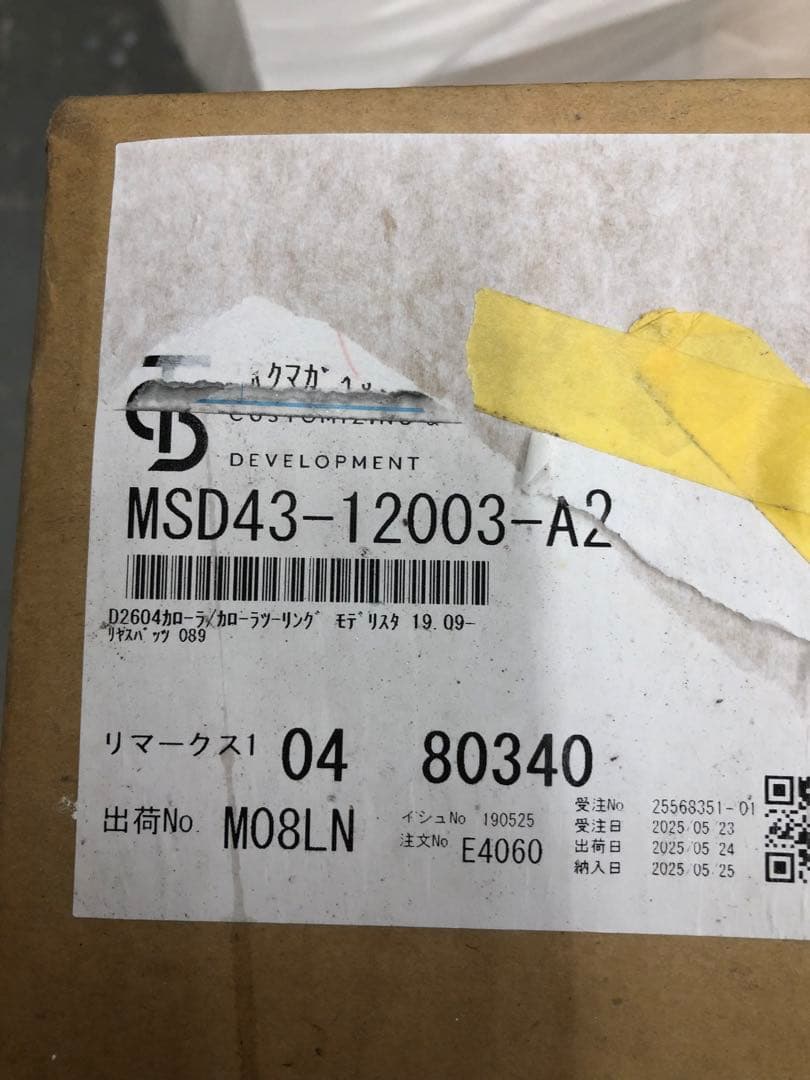 クマガ
CUSTOMIZING &
DEVELOPMENT
MSD43-12003-A2
D2604ｶﾛｰﾗ/ｶﾛｰﾗﾂｰﾘﾝｸﾞ ﾓﾃﾞﾘｽﾀ 19.09-
ﾘﾔｽﾊﾟｯﾂ 089
リマークス1 04 80340
出荷No. M08LN
イシュNo 190525
注文No E4060
受注No 25568351-01
受注日 2025/05/23
出荷日 2025/05/24
納入日 2025/05/25